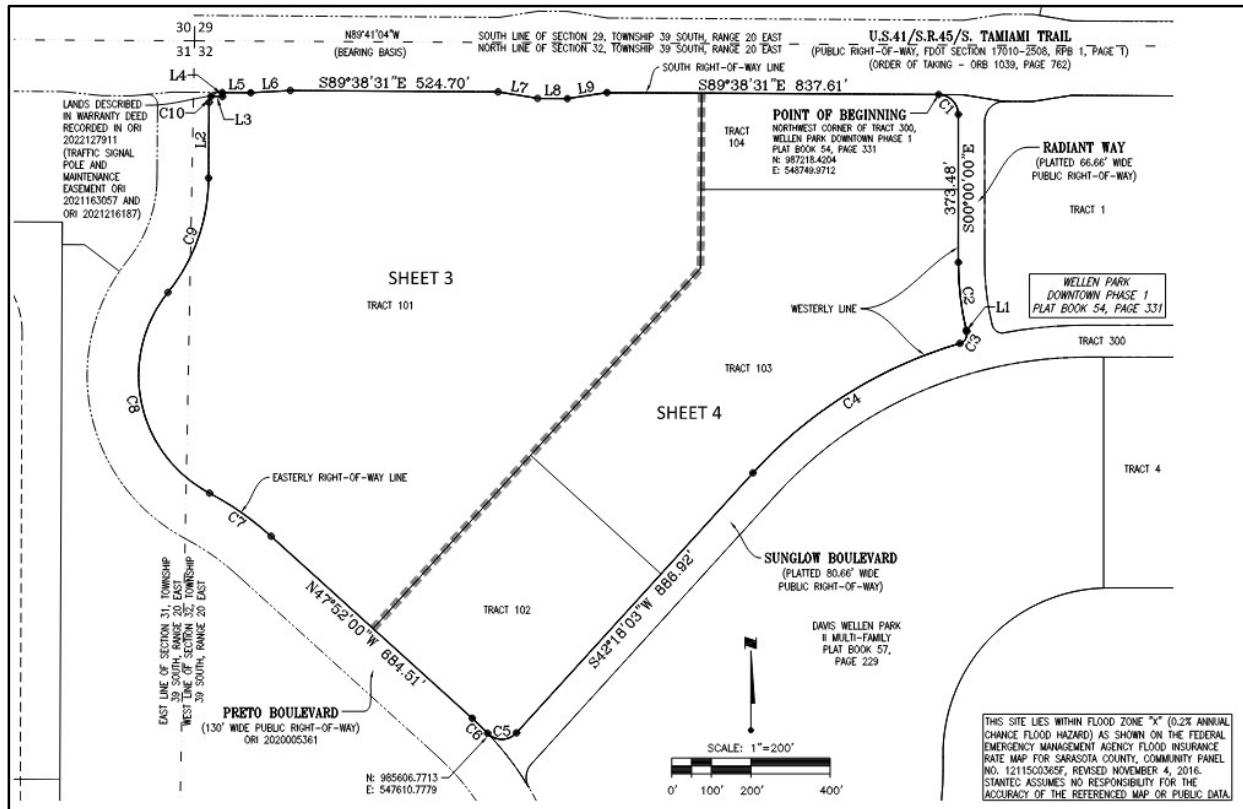 30 29
31 32
N89°41'04"W
(BEARING BASIS)
SOUTH LINE OF SECTION 29, TOWNSHIP 39 SOUTH, RANGE 20 EAST
NORTH LINE OF SECTION 32, TOWNSHIP 39 SOUTH, RANGE 20 EAST
U.S.41/S.R.45/S. TAMIAMI TRAIL
(PUBLIC RIGHT-OF-WAY, FDOT SECTION 17010-2508, RPB 1, PAGE 1)
(ORDER OF TAKING - ORB 1039, PAGE 762)
SOUTH RIGHT-OF-WAY LINE
L4
L5
L6
S89°38'31"E 524.70'
L7
L8
L9
S89°38'31"E 837.61'
C1
C10
L3
L2
LANDS DESCRIBED
IN WARRANTY DEED
RECORDED IN ORI
2022127911
(TRAFFIC SIGNAL
POLE AND
MAINTENANCE
EASEMENT ORI
2021163057 AND
ORI 2021216187)
TRACT
104
POINT OF BEGINNING
NORTHWEST CORNER OF TRACT 300,
WELLEN PARK DOWNTOWN PHASE 1
PLAT BOOK 54, PAGE 331
N: 987218.4204
E: 548749.9712
373.48'
S00°00'00"E
RADIANT WAY
(PLATTED 66.66' WIDE
PUBLIC RIGHT-OF-WAY)
TRACT 1
C9
SHEET 3
TRACT 101
WESTERLY LINE
C2
L1
C3
WELLEN PARK
DOWNTOWN PHASE 1
PLAT BOOK 54, PAGE 331
TRACT 300
TRACT 103
C4
SHEET 4
C8
EASTERLY RIGHT-OF-WAY LINE
C7
TRACT 4
N47°52'00"W 684.51'
TRACT 102
S42°18'03"W 886.92'
SUNGLOW BOULEVARD
(PLATTED 80.66' WIDE
PUBLIC RIGHT-OF-WAY)
EAST LINE OF SECTION 31, TOWNSHIP
39 SOUTH, RANGE 20 EAST
WEST LINE OF SECTION 32, TOWNSHIP
39 SOUTH, RANGE 20 EAST
DAVIS WELLEN PARK
II MULTI-FAMILY
PLAT BOOK 57,
PAGE 229
N
PRETO BOULEVARD
(130' WIDE PUBLIC RIGHT-OF-WAY)
ORI 2020005361
C6
C5
N: 985606.7713
E: 547610.7779
SCALE: 1"=200'
0' 100' 200' 400'
THIS SITE LIES WITHIN FLOOD ZONE "X" (0.2% ANNUAL
CHANCE FLOOD HAZARD) AS SHOWN ON THE FEDERAL
EMERGENCY MANAGEMENT AGENCY FLOOD INSURANCE
RATE MAP FOR SARASOTA COUNTY, COMMUNITY PANEL
NO. 12115C0365F, REVISED NOVEMBER 4, 2016.
STANTEC ASSUMES NO RESPONSIBILITY FOR THE
ACCURACY OF THE REFERENCED MAP OR PUBLIC DATA.